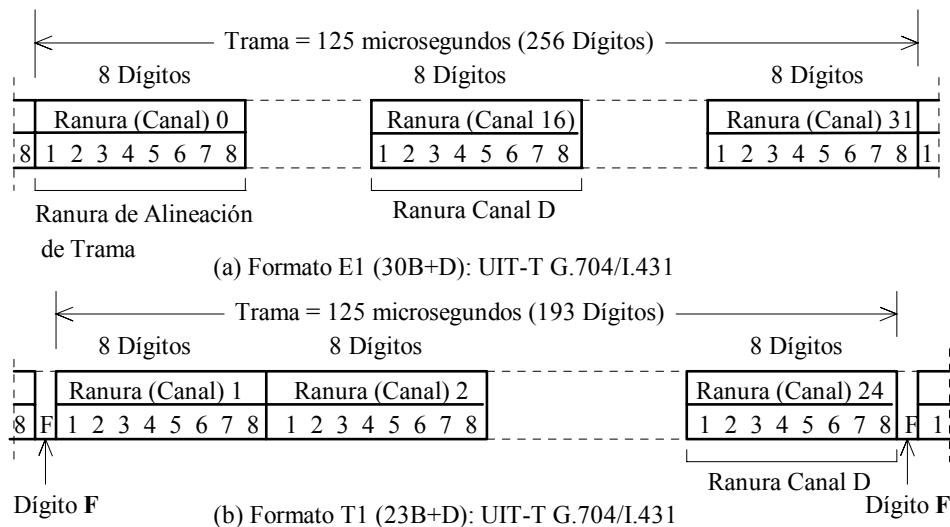 Trama = 125 microsegundos (256 Dígitos)
8 Dígitos 8 Dígitos 8 Dígitos
Ranura (Canal) 0 Ranura (Canal 16) Ranura (Canal) 31
8 1 2 3 4 5 6 7 8 1 2 3 4 5 6 7 8 1 2 3 4 5 6 7 8 1
Ranura de Alineación
de Trama
Ranura Canal D
(a) Formato E1 (30B+D): UIT-T G.704/I.431
Trama = 125 microsegundos (193 Dígitos)
8 Dígitos 8 Dígitos 8 Dígitos
Ranura (Canal) 1 Ranura (Canal) 2 Ranura (Canal) 24
8 F 1 2 3 4 5 6 7 8 1 2 3 4 5 6 7 8 1 2 3 4 5 6 7 8 F 1
Ranura Canal D
Dígito F Dígito F
(b) Formato T1 (23B+D): UIT-T G.704/I.431